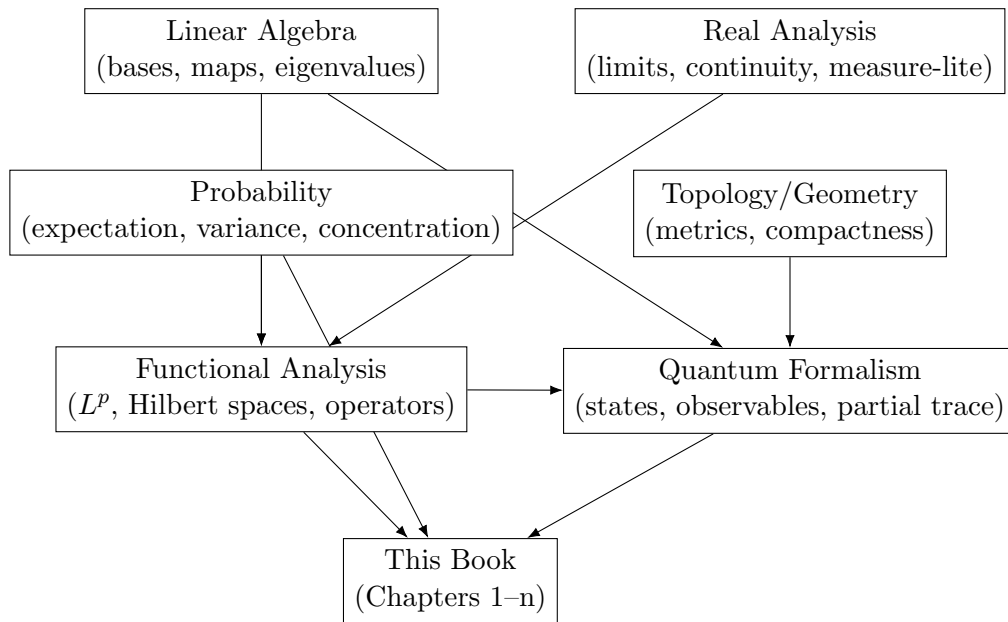 Linear Algebra
(bases, maps, eigenvalues)
Real Analysis
(limits, continuity, measure-lite)
Probability
(expectation, variance, concentration)
Topology/Geometry
(metrics, compactness)
Functional Analysis
(L^p, Hilbert spaces, operators)
Quantum Formalism
(states, observables, partial trace)
This Book
(Chapters 1–n)